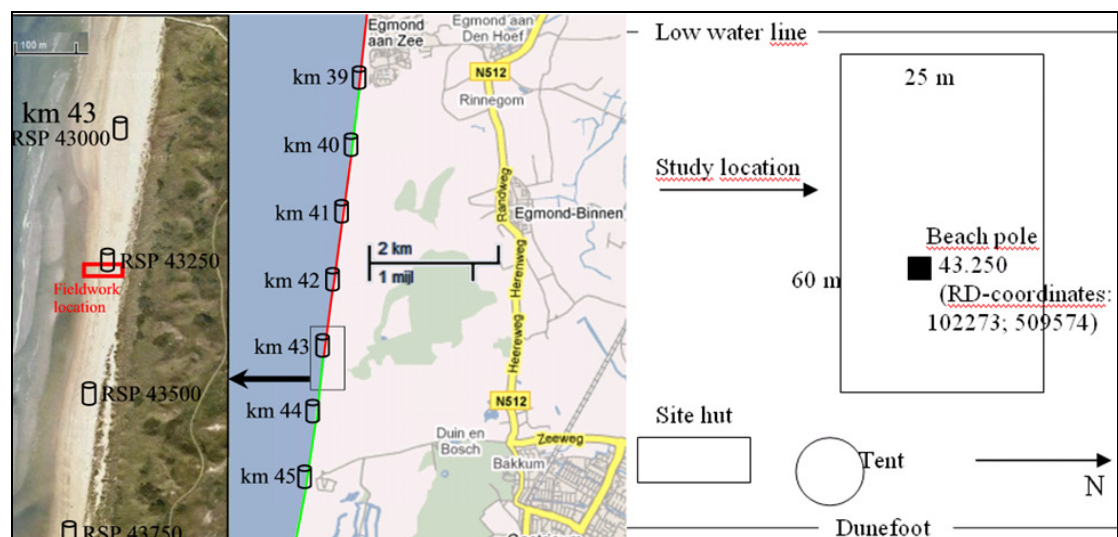 100 m
km 43
RSP 43000
RSP 43250
Fieldwork
location
RSP 43500
RSP 43750
Egmond
aan Zee
Egmond aan
Den Hoef
km 39
N512
Rinnegom
km 40
Randweg
km 41
Egmond-Binnen
2 km
1 mijl
km 42
Herenweg
km 43
Heereweg
km 44
N512
Duin en
Bosch
Zeeweg
Bakkum
km 45
Low water line
25 m
Study location
Beach pole
43.250
(RD-coordinates:
102273; 509574)
60 m
Site hut
Tent
N
Dunefoot